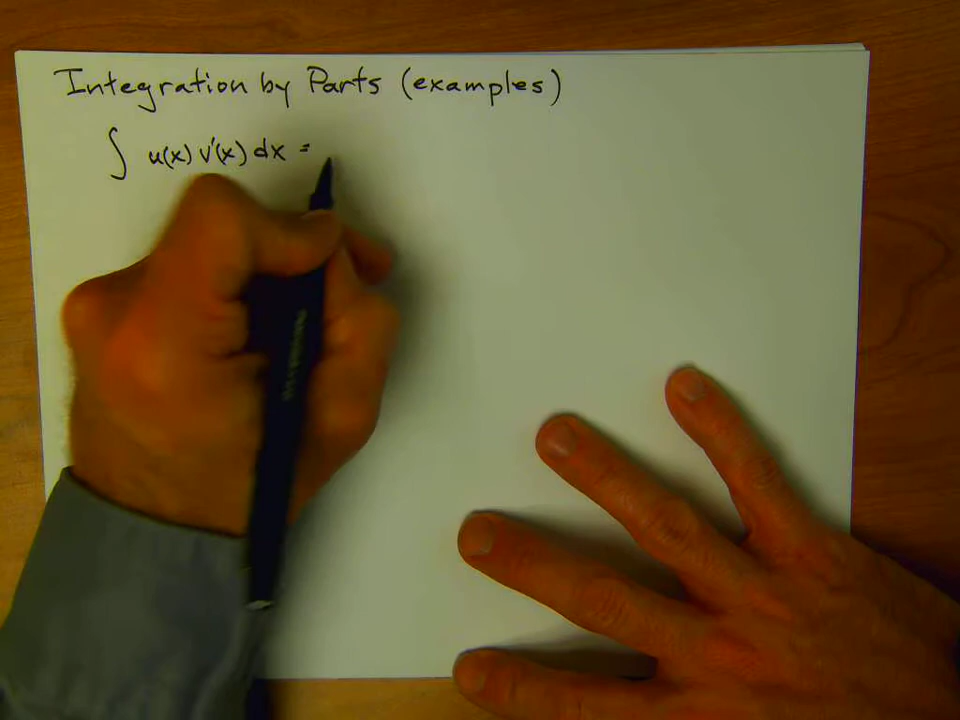 Integration by Parts (examples)
∫ u(x) v'(x) dx =